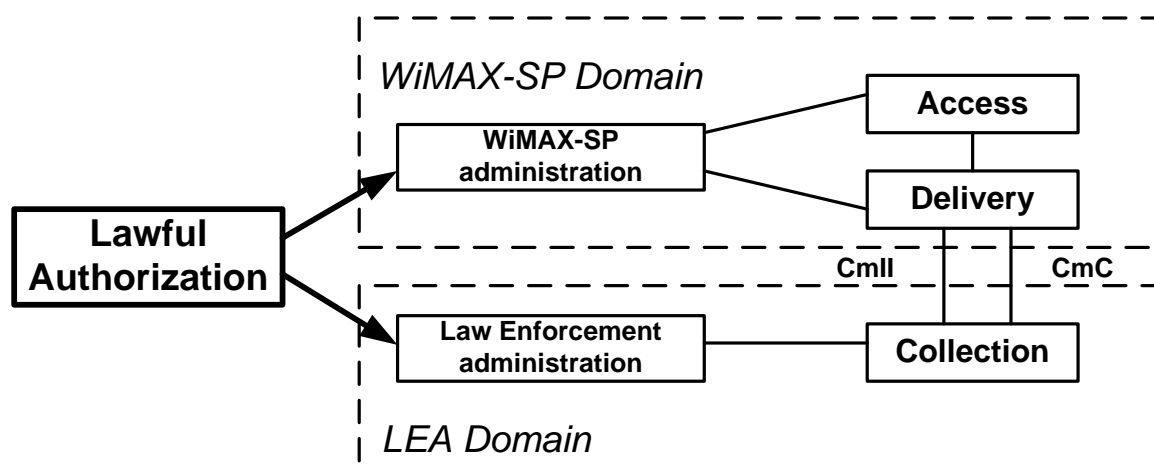 WiMAX-SP Domain
Access
WiMAX-SP
administration
Delivery
Lawful
Authorization
CmII
CmC
Law Enforcement
administration
Collection
LEA Domain